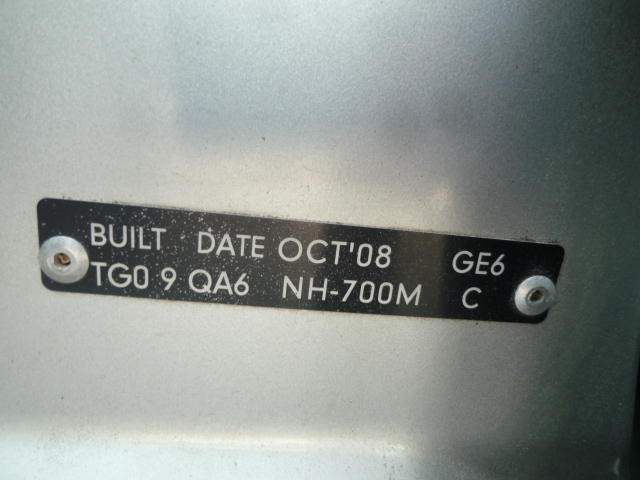 BUILT DATE OCT'08 GE6
TG0 9 QA6 NH-700M C